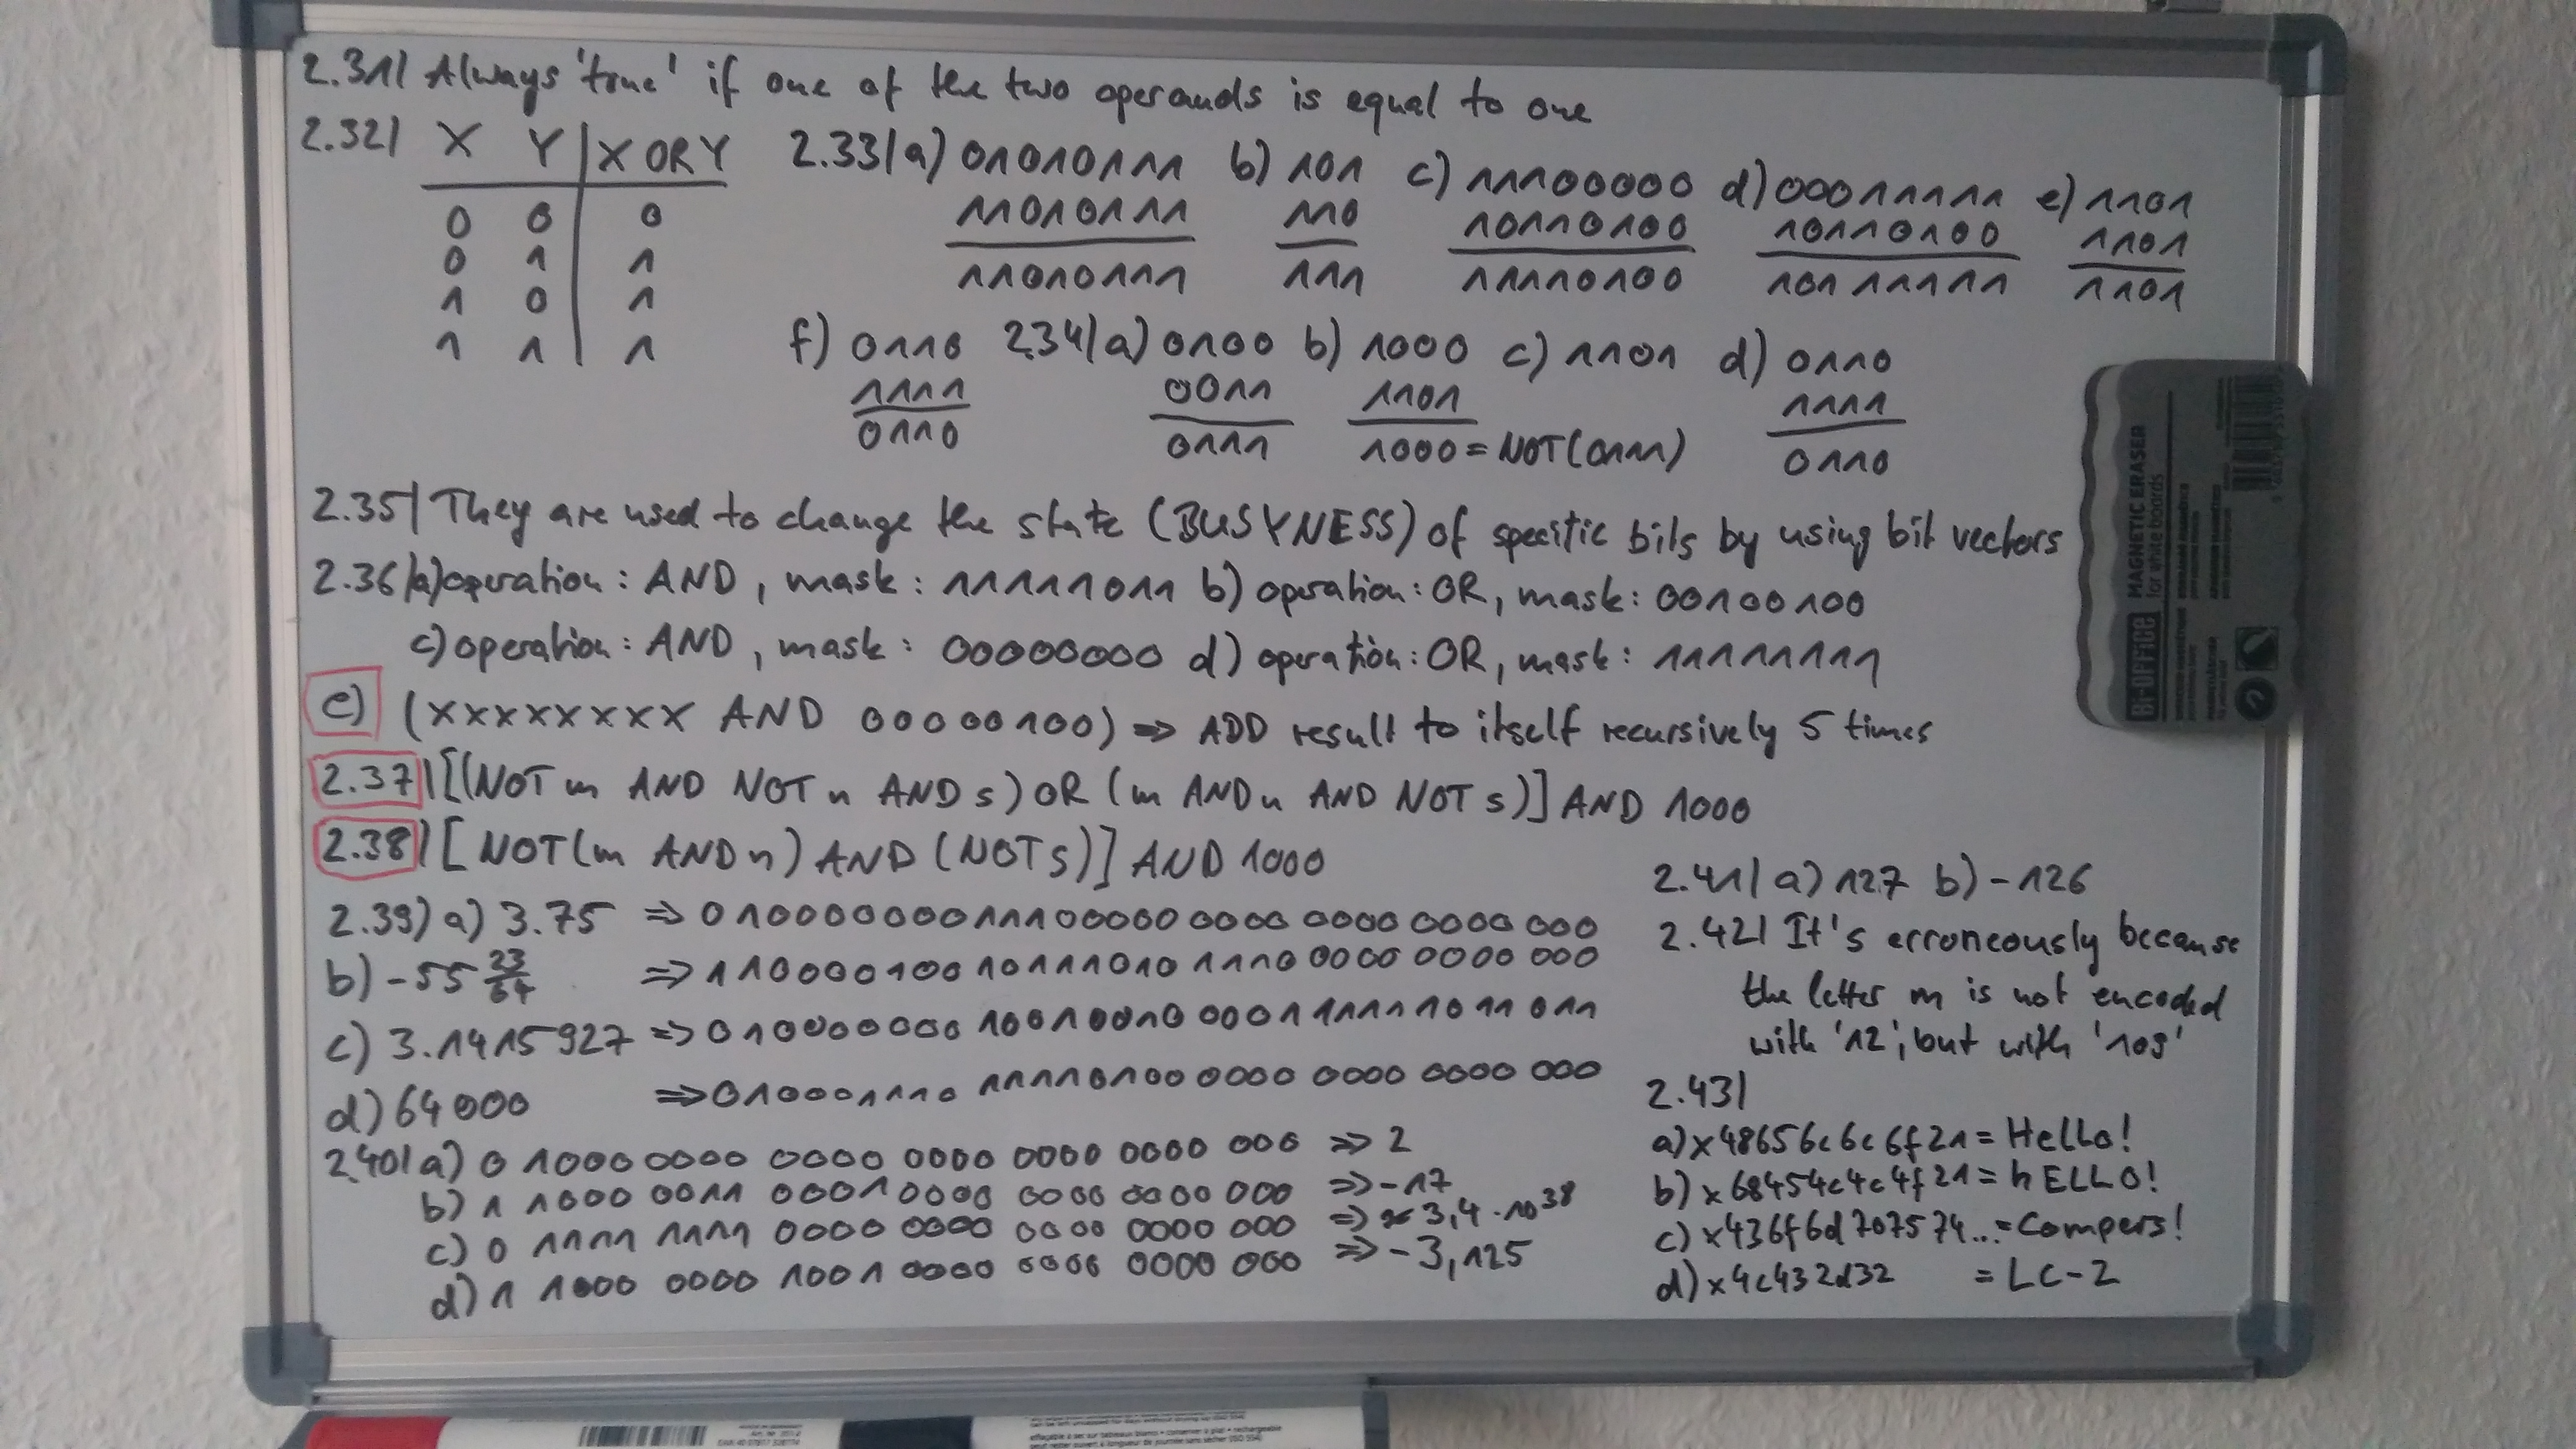 2.31| Always 'true' if one of the two operands is equal to one
2.32| X Y | X OR Y
0 0 0
0 1 1
1 0 1
1 1 1
2.33|a) 01010111 b) 101 c) 11100000 d) 00011111 e) 1101
11010111 110 10110100 10110100 1101
11010111 111 11110100 10111111 1101
f) 0110 2.34|a) 0100 b) 1000 c) 1101 d) 0110
1111 0011 1101 1111
0110 0111 1000 = NOT(0111) 0110
2.35| They are used to change the state (BUSYNESS) of specific bits by using bit vectors
2.36|a) operation: AND, mask: 11111011 b) operation: OR, mask: 00100100
c) operation: AND, mask: 00000000 d) operation: OR, mask: 11111111
e) (xxxxxxxx AND 00000100) => ADD result to itself recursively 5 times
2.37| [(NOT m AND NOT n AND s) OR (m AND n AND NOT s)] AND 1000
2.38| [NOT(m AND n) AND (NOT s)] AND 1000
2.39) a) 3.75 => 0 10000000 1110000 0000 0000 0000 0000
b) -55 23/64 => 1 10000100 10111010 1110 0000 0000 000
c) 3.1415927 => 0 10000000 10010010 0001 1111 1011 011
d) 64000 => 0 10001110 11110100 0000 0000 0000 000
2.40|a) 0 1000 0000 0000 0000 0000 0000 000 => 2
b) 1 1000 0011 0001 0000 0000 0000 000 => -17
c) 0 1111 1111 0000 0000 0000 0000 000 => ≈ 3,4 · 10^38
d) 1 1000 0000 1001 0000 0000 0000 000 => -3,125
2.41| a) 127 b) -126
2.42| It's erroneously because
the letter m is not encoded
with '12', but with '109'
2.43|
a) x48656c6c6f21 = Hello!
b) x68454c4c4f21 = hELLO!
c) x436f6d707574... = Compers!
d) x4c432d32 = LC-2
Bi-Office
MAGNETIC ERASER
for white boards